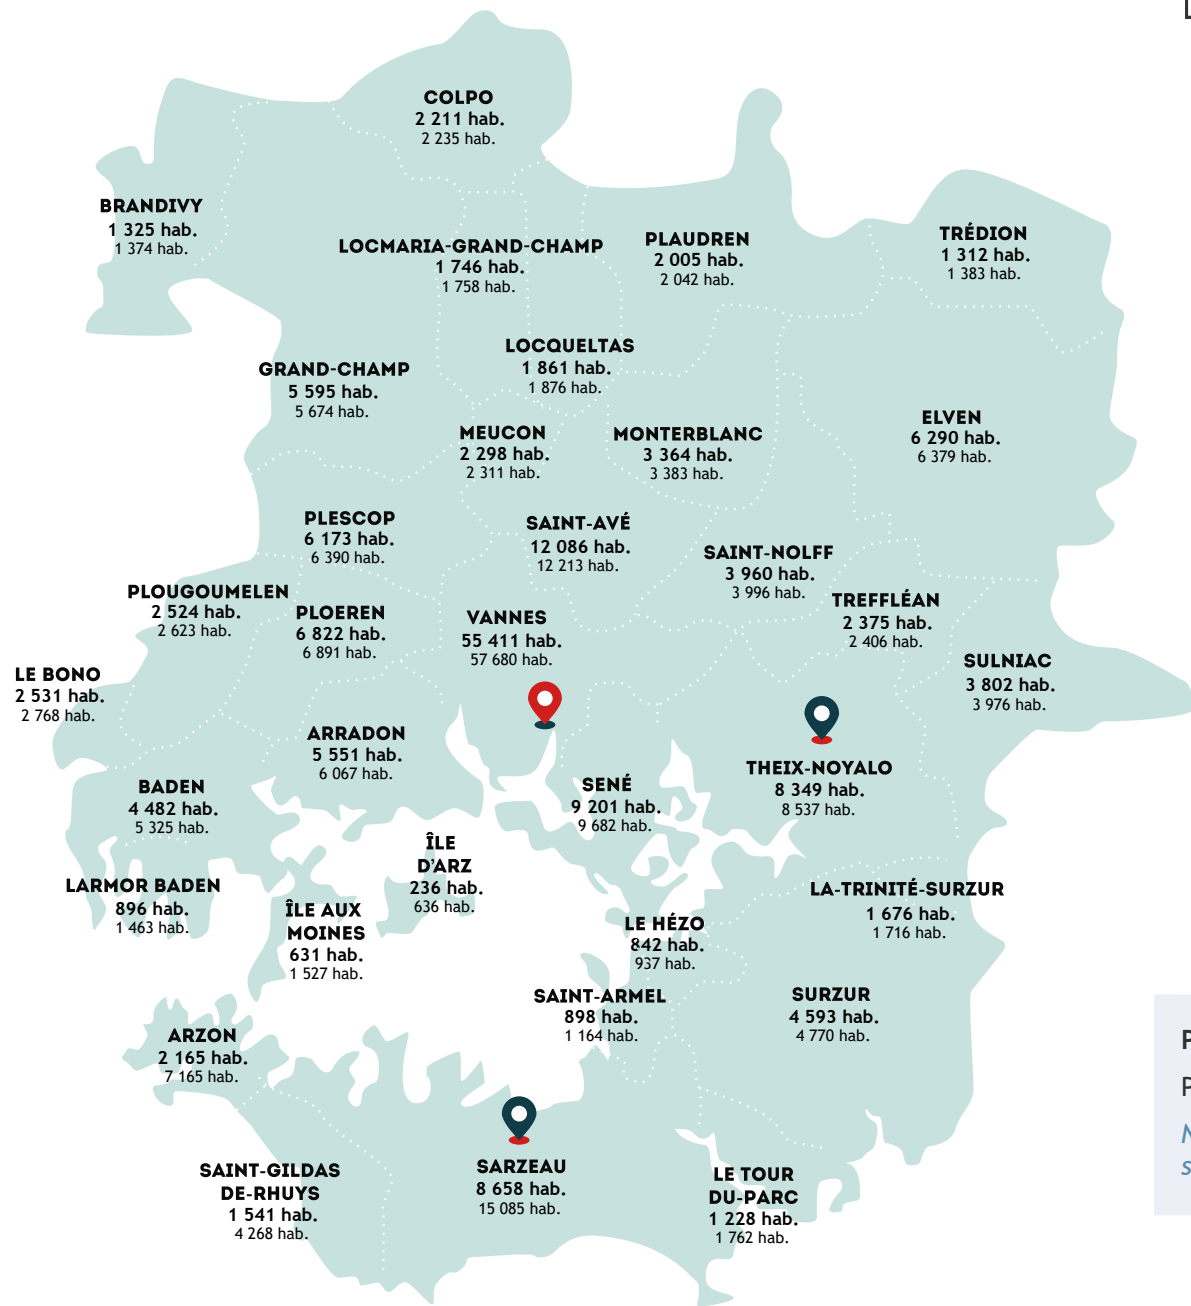 COLPO
2 211 hab.
2 235 hab.
BRANDIVY
1 325 hab.
1 374 hab.
LOCMARIA-GRAND-CHAMP
1 746 hab.
1 758 hab.
PLAUDREN
2 005 hab.
2 042 hab.
TRÉDION
1 312 hab.
1 383 hab.
LOCQUELTAS
1 861 hab.
1 876 hab.
GRAND-CHAMP
5 595 hab.
5 674 hab.
MEUCON
2 298 hab.
2 311 hab.
MONTERBLANC
3 364 hab.
3 383 hab.
ELVEN
6 290 hab.
6 379 hab.
PLESCOP
6 173 hab.
6 390 hab.
SAINT-AVÉ
12 086 hab.
12 213 hab.
SAINT-NOLFF
3 960 hab.
3 996 hab.
PLOUGOUMELEN
2 524 hab.
2 623 hab.
PLOEREN
6 822 hab.
6 891 hab.
VANNES
55 411 hab.
57 680 hab.
TREFFLÉAN
2 375 hab.
2 406 hab.
SULNIAC
3 802 hab.
3 976 hab.
LE BONO
2 531 hab.
2 768 hab.
ARRADON
5 551 hab.
6 067 hab.
BADEN
4 482 hab.
5 325 hab.
SENÉ
9 201 hab.
9 682 hab.
THEIX-NOYALO
8 349 hab.
8 537 hab.
ÎLE
D'ARZ
236 hab.
636 hab.
LARMOR BADEN
896 hab.
1 463 hab.
ÎLE AUX
MOINES
631 hab.
1 527 hab.
LE HÉZO
842 hab.
937 hab.
LA-TRINITÉ-SURZUR
1 676 hab.
1 716 hab.
SAINT-ARMEL
898 hab.
1 164 hab.
SURZUR
4 593 hab.
4 770 hab.
ARZON
2 165 hab.
7 165 hab.
SAINT-GILDAS
DE-RHUYS
1 541 hab.
4 268 hab.
SARZEAU
8 658 hab.
15 085 hab.
LE TOUR
DU-PARC
1 228 hab.
1 762 hab.